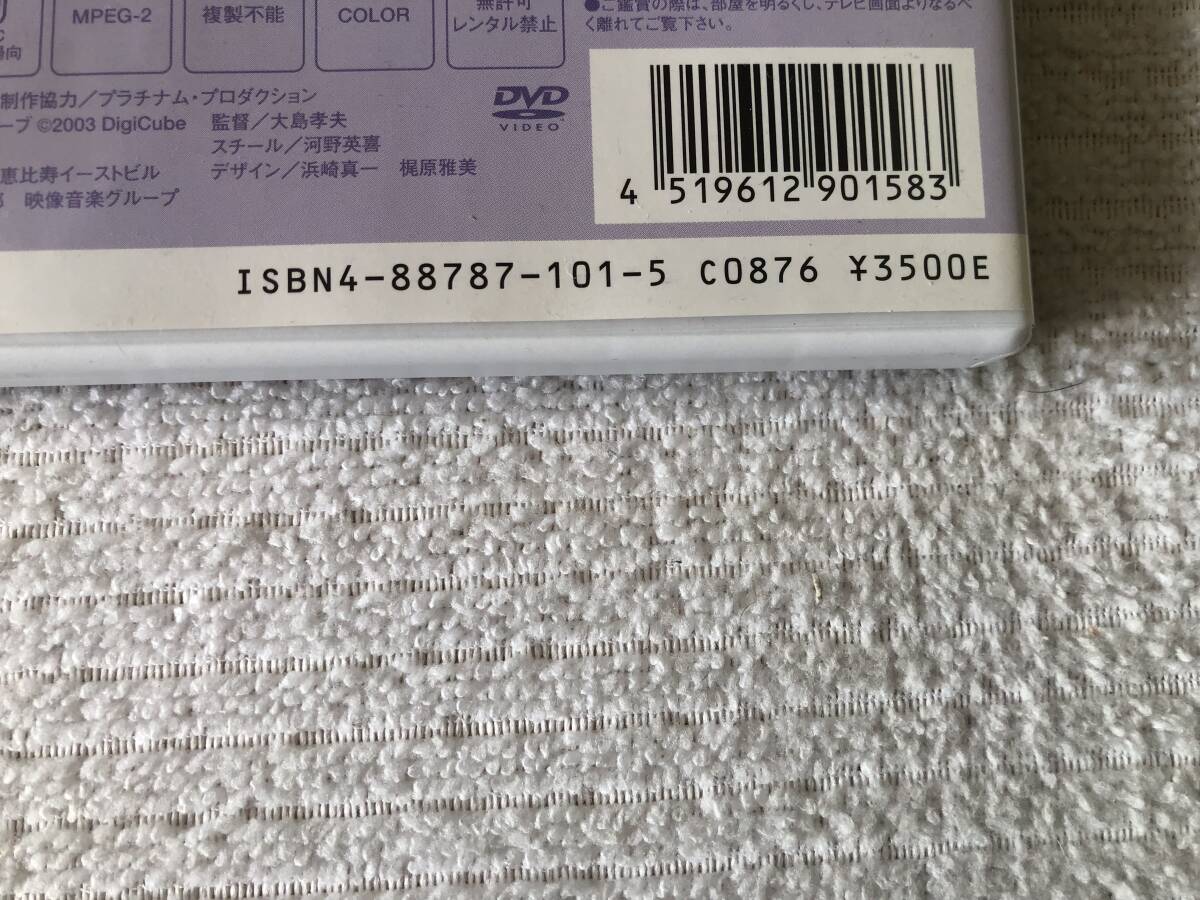 MPEG-2
複製不能
COLOR
レンタル禁止
●ご鑑賞の際は、部屋を明るくし、テレビ画面よりなるべ
く離れてご覧下さい。
制作協力／プラチナム・プロダクション
ープ ©2003 DigiCube 監督／大島孝夫
スチール／河野英喜
恵比寿イーストビル デザイン／浜崎真一 梶原雅美
映像音楽グループ
DVD
VIDEO
4 519612 901583
ISBN4-88787-101-5 C0876 ¥3500E